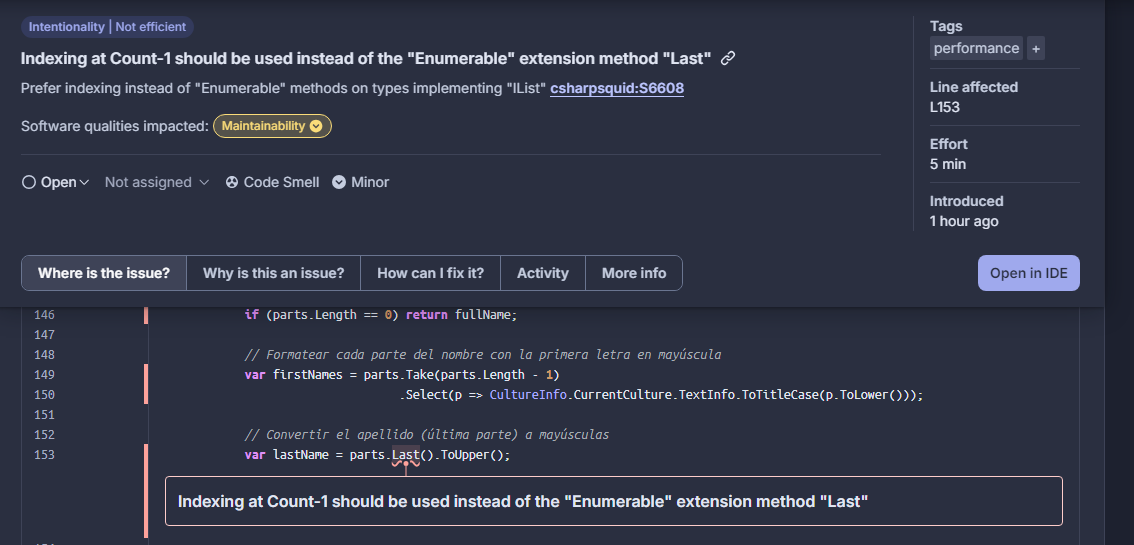 Intentionality | Not efficient
Indexing at Count-1 should be used instead of the "Enumerable" extension method "Last"
Prefer indexing instead of "Enumerable" methods on types implementing "IList" csharpsquid:S6608
Software qualities impacted: Maintainability
Open Not assigned Code Smell Minor
Tags
performance +
Line affected
L153
Effort
5 min
Introduced
1 hour ago
Where is the issue? Why is this an issue? How can I fix it? Activity More info
Open in IDE
146 if (parts.Length == 0) return fullName;
147
148 // Formatear cada parte del nombre con la primera letra en mayúscula
149 var firstNames = parts.Take(parts.Length - 1)
150 .Select(p => CultureInfo.CurrentCulture.TextInfo.ToTitleCase(p.ToLower()));
151
152 // Convertir el apellido (última parte) a mayúsculas
153 var lastName = parts.Last().ToUpper();
Indexing at Count-1 should be used instead of the "Enumerable" extension method "Last"